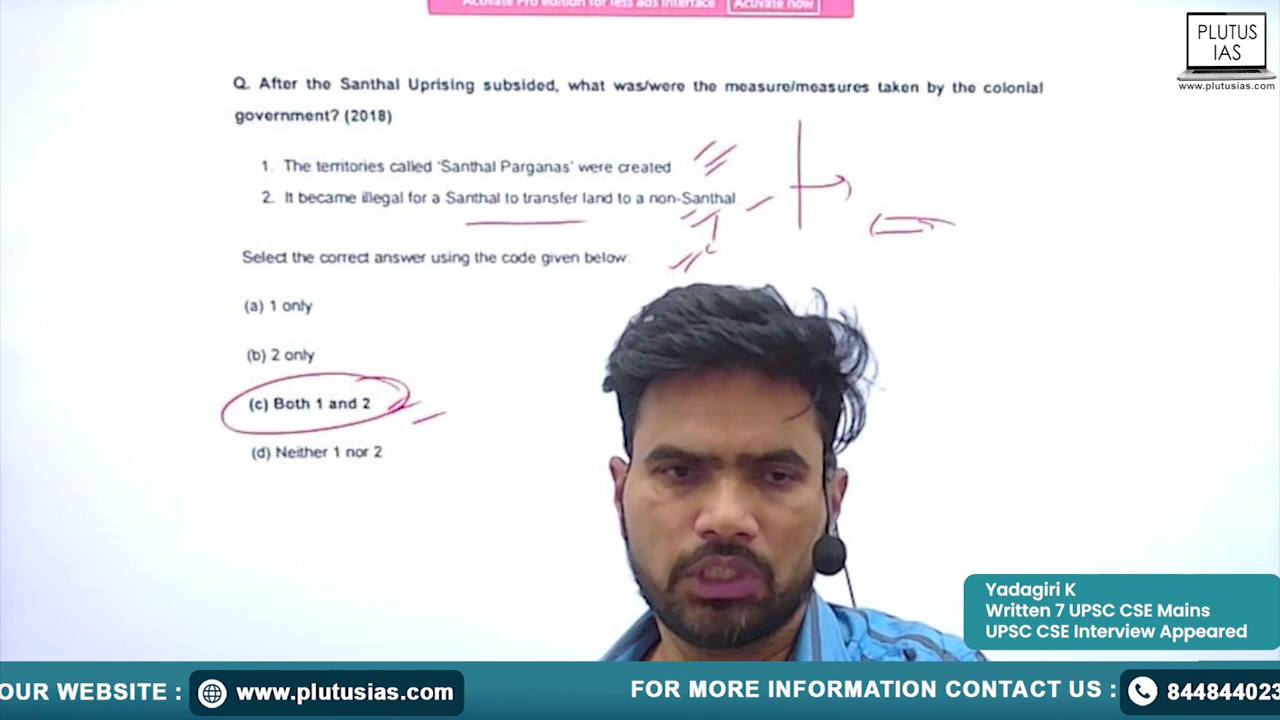 Activate Pro edition for less ads interface Activate now
PLUTUS
IAS
www.plutusias.com
Q. After the Santhal Uprising subsided, what was/were the measure/measures taken by the colonial
government? (2018)
1. The territories called 'Santhal Parganas' were created
2. It became illegal for a Santhal to transfer land to a non-Santhal.
Select the correct answer using the code given below:
(a) 1 only
(b) 2 only
(c) Both 1 and 2
(d) Neither 1 nor 2
Yadagiri K
Written 7 UPSC CSE Mains
UPSC CSE Interview Appeared
OUR WEBSITE : www.plutusias.com FOR MORE INFORMATION CONTACT US : 844844023